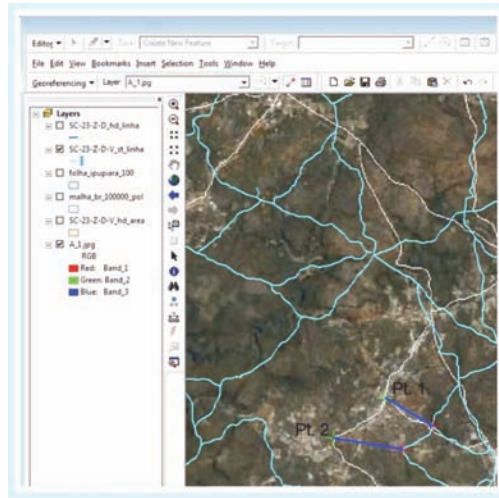 Editor Task: Create New Feature Target:
File Edit View Bookmarks Insert Selection Tools Window Help
Georeferencing Layer: A_1.jpg
Layers
SC-23-Z-D_hd_linha
SC-23-Z-D-V_st_linha
folha_ipupiara_100
malha_br_100000_pol
SC-23-Z-D-V_hd_area
A_1.jpg
RGB
Red: Band_1
Green: Band_2
Blue: Band_3
Pt. 1
Pt. 2